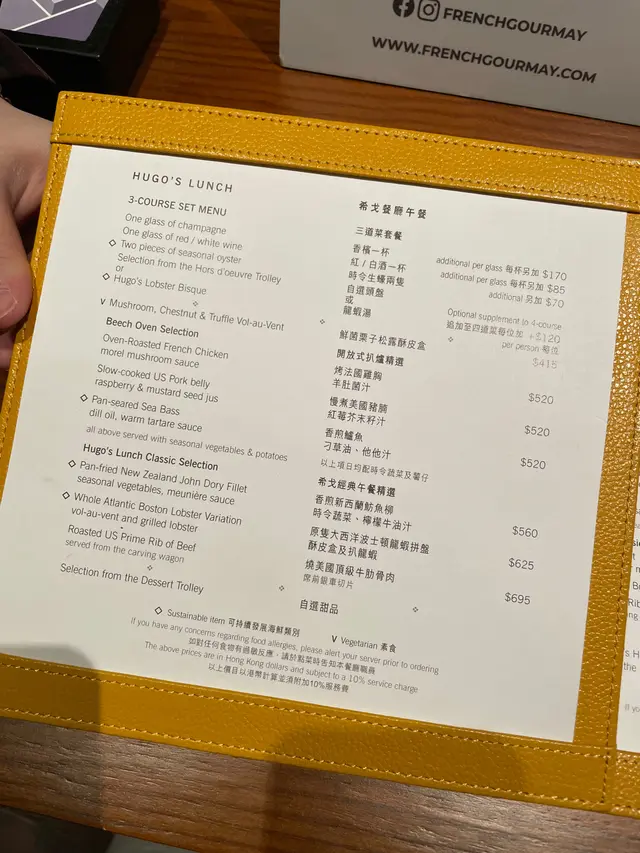 FRENCHGOURMAY
WWW.FRENCHGOURMAY.COM
HUGO'S LUNCH
希戈餐廳午餐
3-COURSE SET MENU
三道菜套餐
One glass of champagne
香檳一杯
additional per glass 每杯另加 $170
One glass of red / white wine
紅 / 白酒一杯
additional per glass 每杯另加 $85
◇ Two pieces of seasonal oyster
時令生蠔兩隻
additional 另加 $70
Selection from the Hors d'oeuvre Trolley
自選頭盤
or
或
◇ Hugo's Lobster Bisque
龍蝦湯
Optional supplement to 4-course
追加至四道菜每位加 +$120
per person 每位
V Mushroom, Chestnut & Truffle Vol-au-Vent
鮮菌栗子松露酥皮盒
$415
Beech Oven Selection
開放式扒爐精選
Oven-Roasted French Chicken
烤法國雞胸
$520
morel mushroom sauce
羊肚菌汁
Slow-cooked US Pork belly
慢煮美國豬腩
$520
raspberry & mustard seed jus
紅莓芥末籽汁
◇ Pan-seared Sea Bass
香煎鱸魚
$520
dill oil, warm tartare sauce
刁草油、他他汁
all above served with seasonal vegetables & potatoes
以上項目均配時令蔬菜及薯仔
Hugo's Lunch Classic Selection
希戈經典午餐精選
◇ Pan-fried New Zealand John Dory Fillet
香煎新西蘭魴魚柳
$560
seasonal vegetables, meunière sauce
時令蔬菜、檸檬牛油汁
◇ Whole Atlantic Boston Lobster Variation
原隻大西洋波士頓龍蝦拼盤
$625
vol-au-vent and grilled lobster
酥皮盒及扒龍蝦
Roasted US Prime Rib of Beef
燒美國頂級牛肋骨肉
$695
served from the carving wagon
席前銀車切片
Selection from the Dessert Trolley
自選甜品
◇ Sustainable item 可持續發展海鮮類別
V Vegetarian 素食
If you have any concerns regarding food allergies, please alert your server prior to ordering
如對任何食物有過敏反應，請於點菜時告知本餐廳職員
The above prices are in Hong Kong dollars and subject to a 10% service charge
以上價目以港幣計算並須附加10%服務費